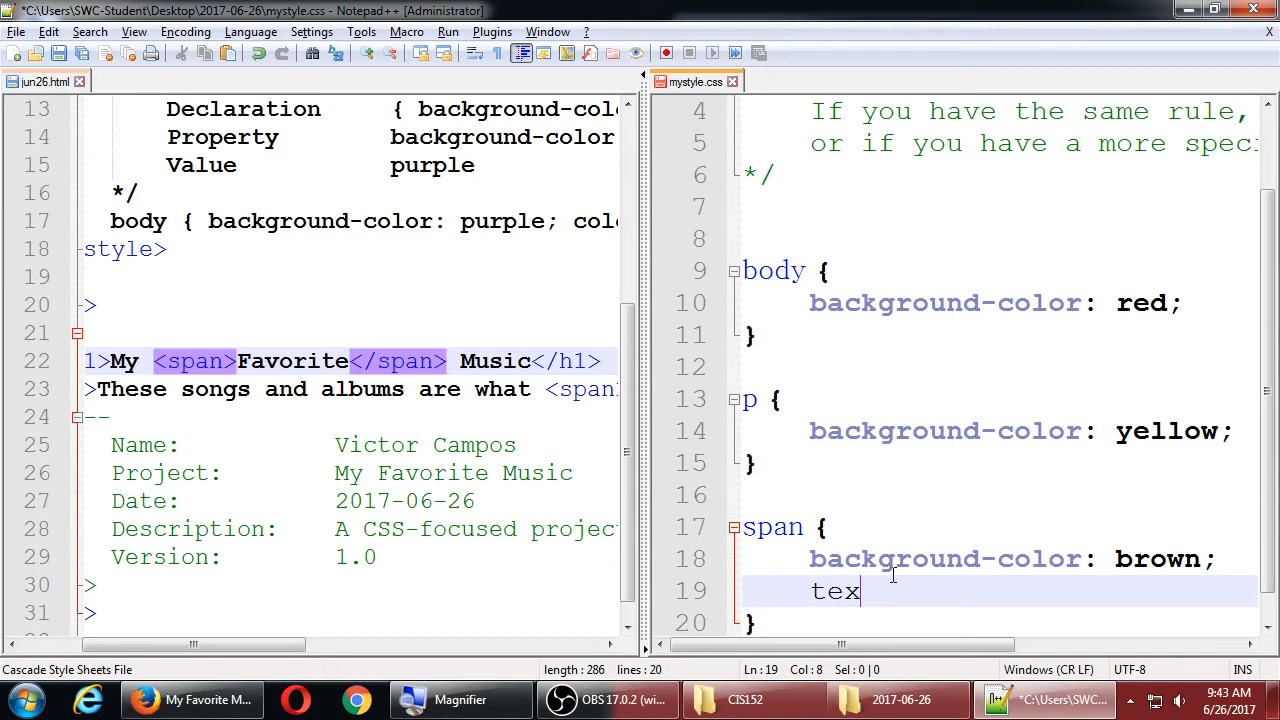 *C:\Users\SWC-Student\Desktop\2017-06-26\mystyle.css - Notepad++ [Administrator]
File Edit Search View Encoding Language Settings Tools Macro Run Plugins Window ? X
jun26.html
13 Declaration { background-colo
14 Property background-color
15 Value purple
16 */
17 body { background-color: purple; colo
18 style>
19
20 >
21
22 1>My <span>Favorite</span> Music</h1>
23 >These songs and albums are what <span
24 --
25 Name: Victor Campos
26 Project: My Favorite Music
27 Date: 2017-06-26
28 Description: A CSS-focused projec
29 Version: 1.0
30 >
31 >
mystyle.css
4 If you have the same rule,
5 or if you have a more speci
6 */
7
8
9 body {
10 background-color: red;
11 }
12
13 p {
14 background-color: yellow;
15 }
16
17 span {
18 background-color: brown;
19 tex
20 }
Cascade Style Sheets File length : 286 lines : 20 Ln : 19 Col : 8 Sel : 0 | 0 Windows (CR LF) UTF-8 INS
My Favorite M... Magnifier OBS 17.0.2 (wi... CIS152 2017-06-26 *C:\Users\SWC... 9:43 AM
6/26/2017